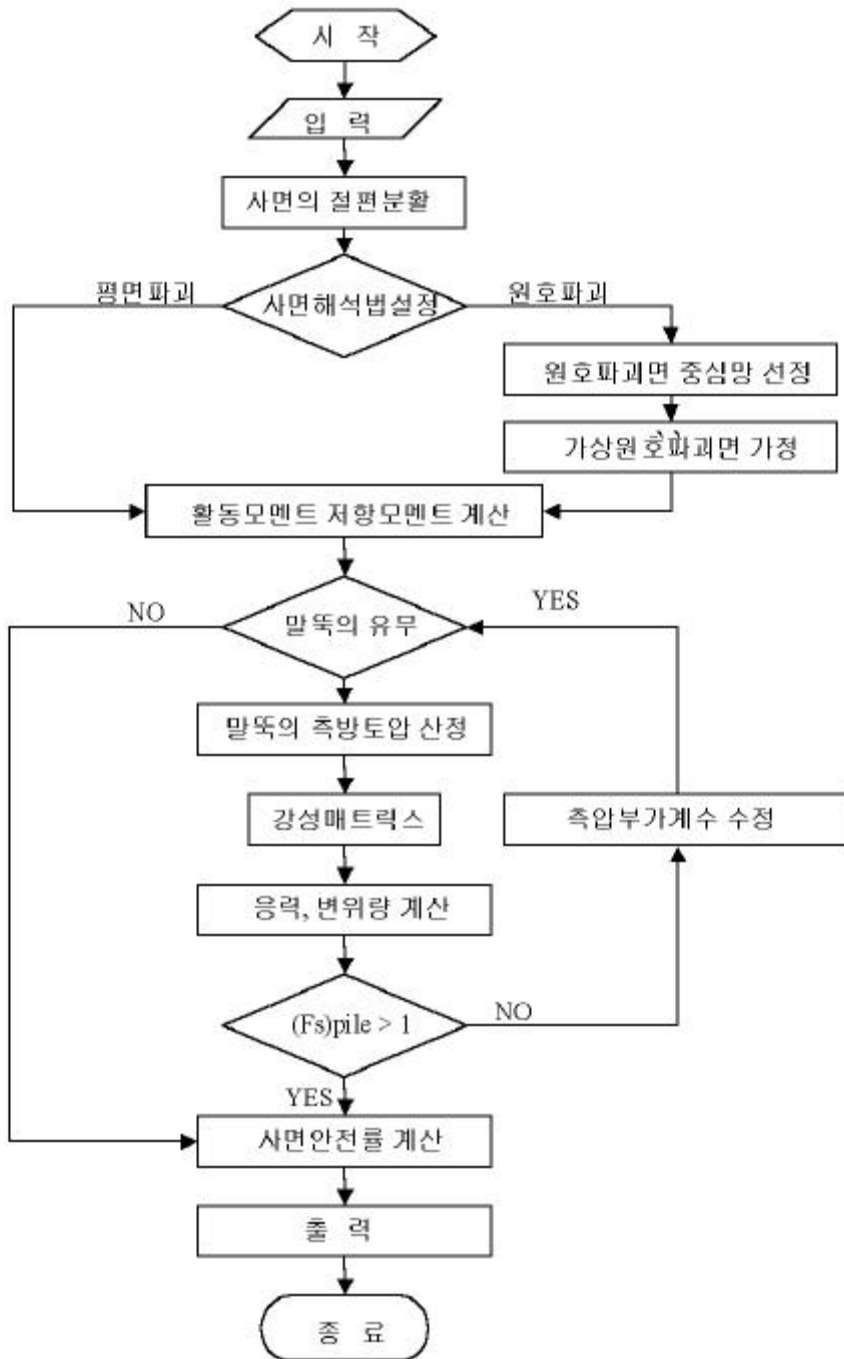 시 작
입 력
사면의 절편분활
사면해석법설정
평면파괴
원호파괴
원호파괴면 중심망 선정
가상원호파괴면 가정
활동모멘트 저항모멘트 계산
말뚝의 유무
NO
YES
말뚝의 측방토압 산정
강성매트릭스
측압부가계수 수정
응력, 변위량 계산
(Fs)pile > 1
NO
YES
사면안전률 계산
출 력
종 료